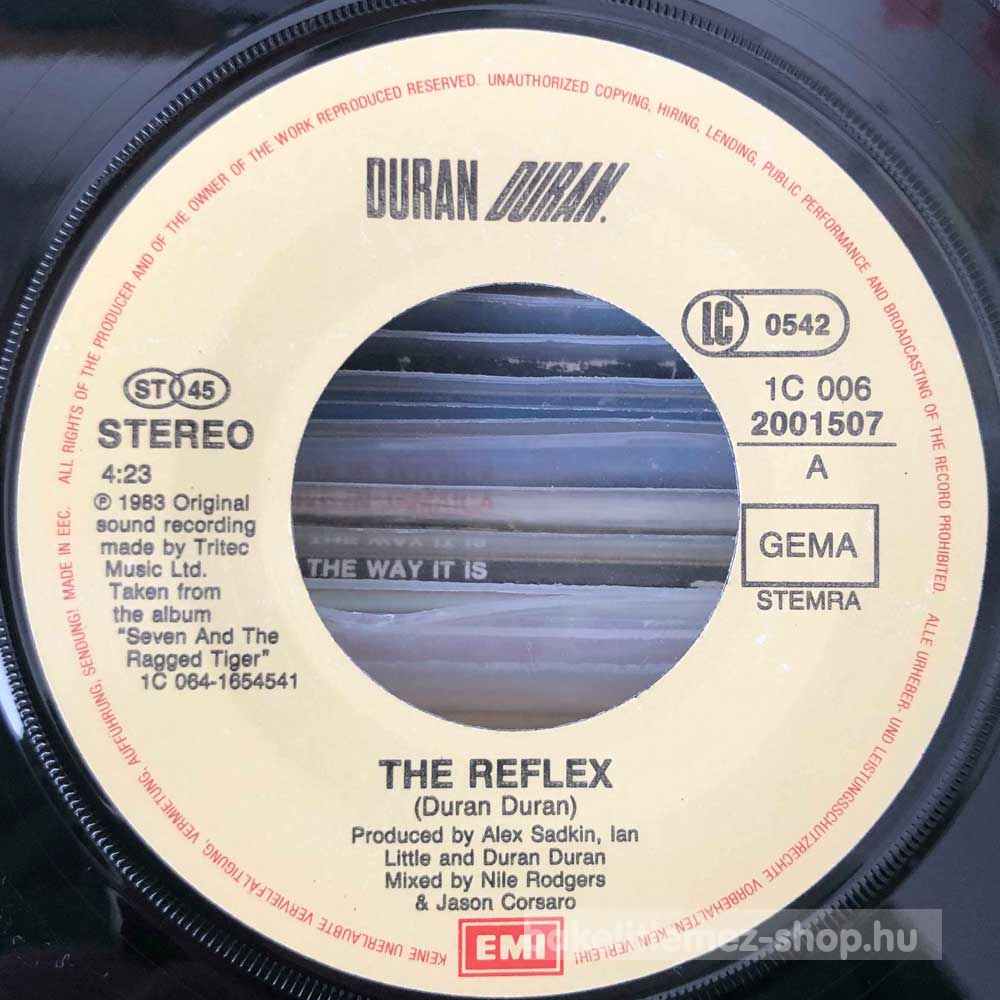 ALL RIGHTS OF THE PRODUCER AND OF THE OWNER OF THE WORK REPRODUCED RESERVED. UNAUTHORIZED COPYING, HIRING, LENDING, PUBLIC PERFORMANCE AND BROADCASTING OF THE RECORD PROHIBITED. ALLE URHEBER- UND LEISTUNGSSCHUTZRECHTE VORBEHALTEN. KEIN VERLEIH! KEINE UNERLAUBTE VERVIELFÄLTIGUNG, VERMIETUNG, AUFFÜHRUNG, SENDUNG! MADE IN EEC.
DURAN DURAN.
LC 0542
1C 006
2001507
A
GEMA
STEMRA
ST 45
STEREO
4:23
℗ 1983 Original
sound recording
made by Tritec
Music Ltd.
Taken from
the album
"Seven And The
Ragged Tiger"
1C 064-1654541
THE WAY IT IS
THE REFLEX
(Duran Duran)
Produced by Alex Sadkin, Ian
Little and Duran Duran
Mixed by Nile Rodgers
& Jason Corsaro
EMI
bakelitlemez-shop.hu